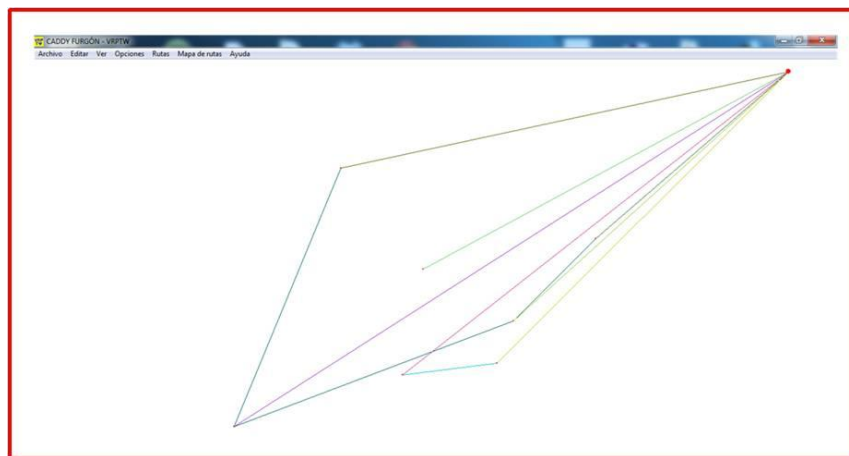 CADDY FURGÓN - VRPTW
Archivo Editar Ver Opciones Rutas Mapa de rutas Ayuda